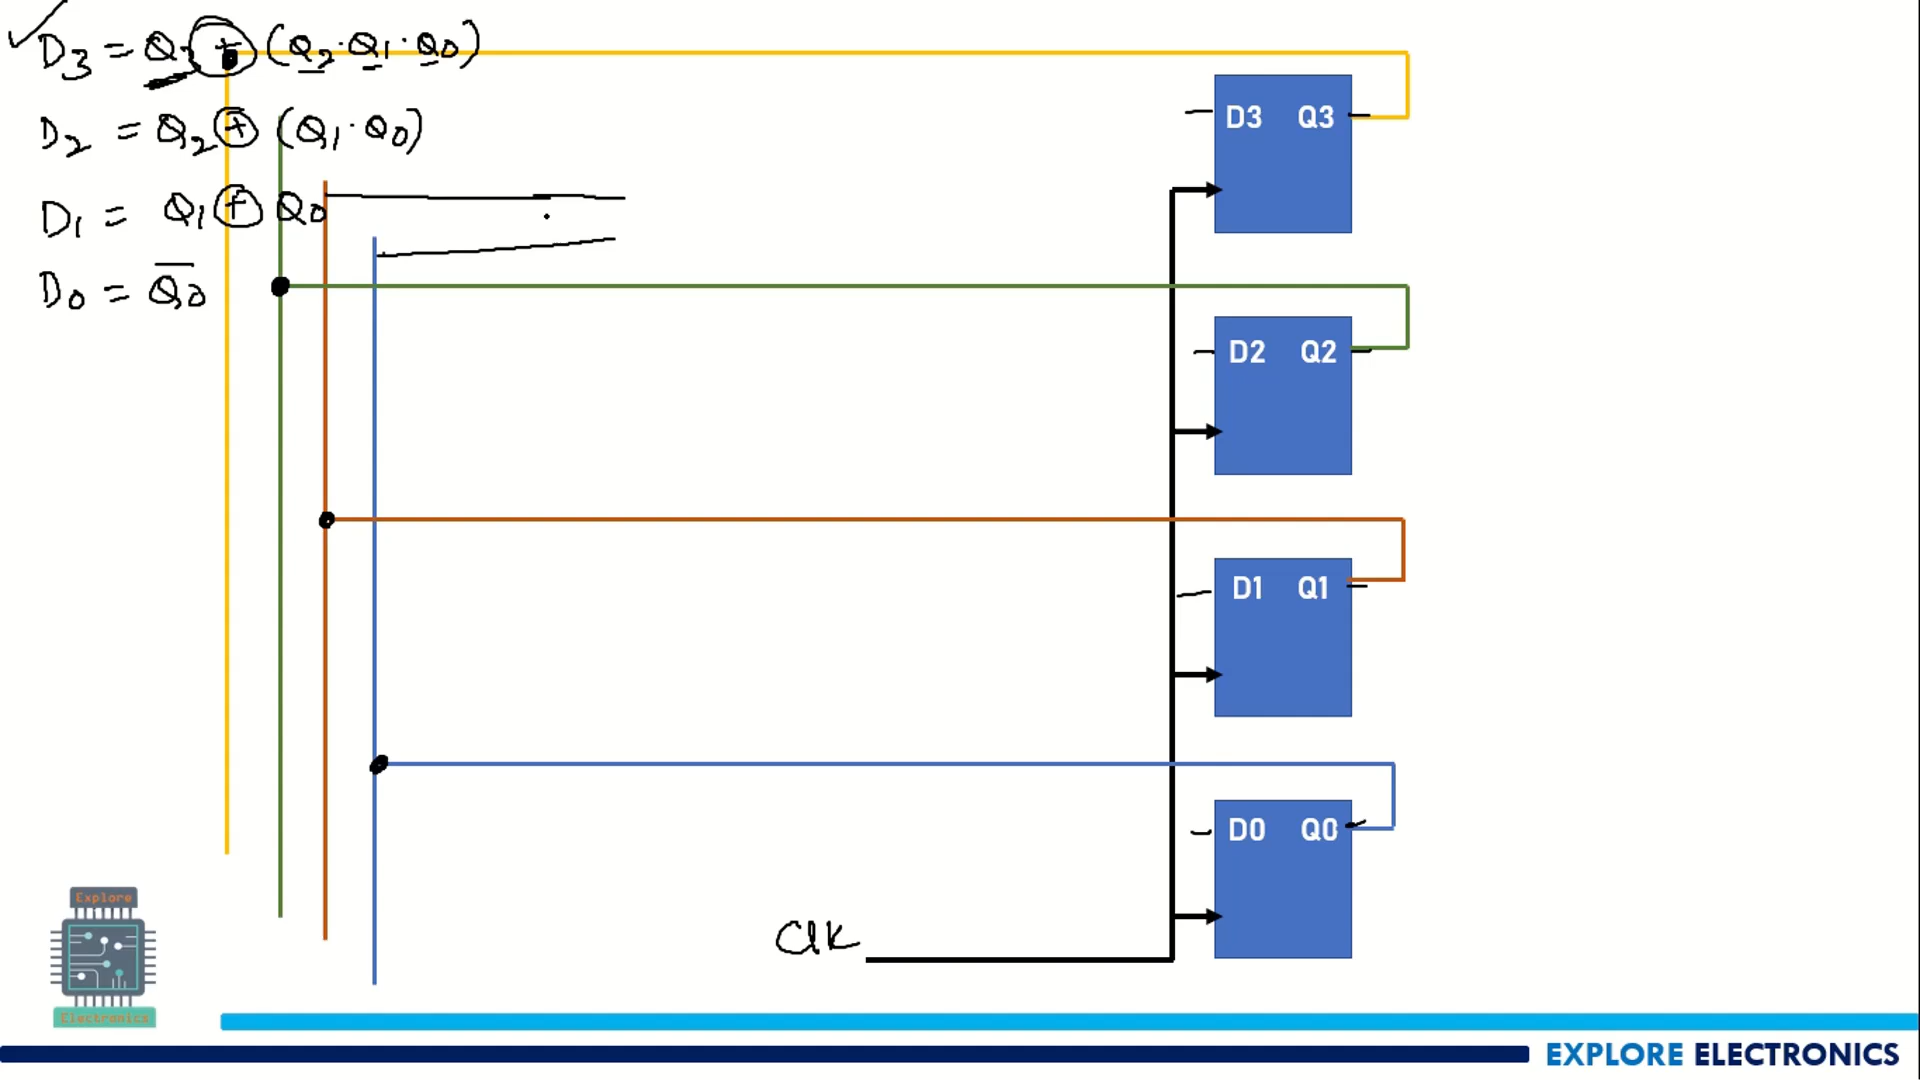 D3 = Q3 ⊕ (Q2·Q1·Q0)
D2 = Q2 ⊕ (Q1·Q0)
D1 = Q1 ⊕ Q0
D0 = Q̅0̅
D3 Q3
D2 Q2
D1 Q1
D0 Q0
Clk
Explore
Electronics
EXPLORE ELECTRONICS